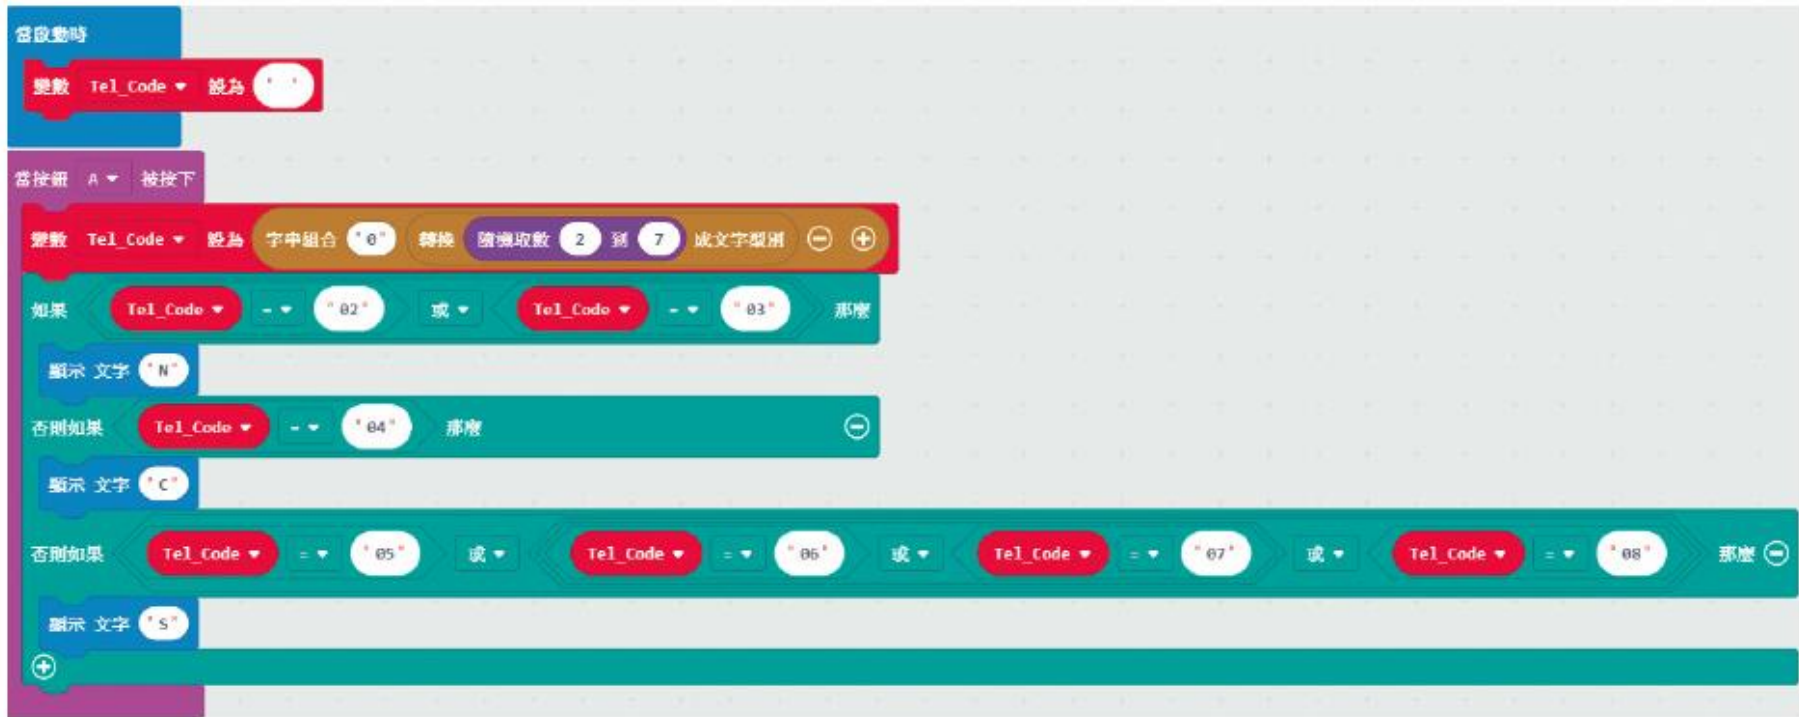 當啟動時
變數 Tel_Code 設為 " "
當按鈕 A 被按下
變數 Tel_Code 設為 字串組合 "0" 轉換 隨機取數 2 到 7 成文字型別
如果 Tel_Code = "02" 或 Tel_Code = "03" 那麼
顯示 文字 "N"
否則如果 Tel_Code = "04" 那麼
顯示 文字 "C"
否則如果 Tel_Code = "05" 或 Tel_Code = "06" 或 Tel_Code = "07" 或 Tel_Code = "08" 那麼
顯示 文字 "S"